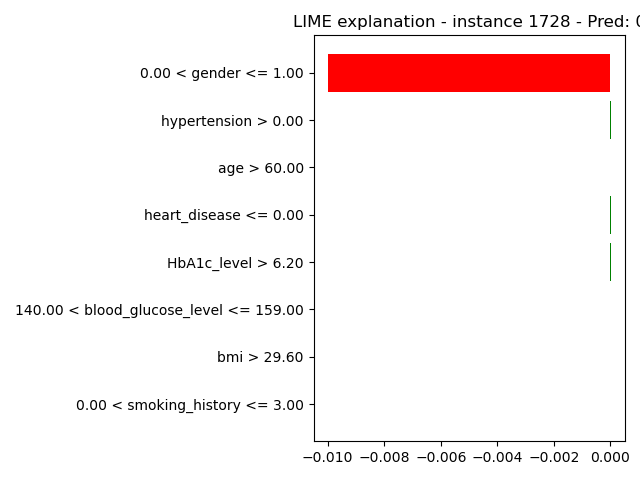 LIME explanation - instance 1728 - Pred: 0
0.00 < gender <= 1.00
hypertension > 0.00
age > 60.00
heart_disease <= 0.00
HbA1c_level > 6.20
140.00 < blood_glucose_level <= 159.00
bmi > 29.60
0.00 < smoking_history <= 3.00
−0.010 −0.008 −0.006 −0.004 −0.002 0.000